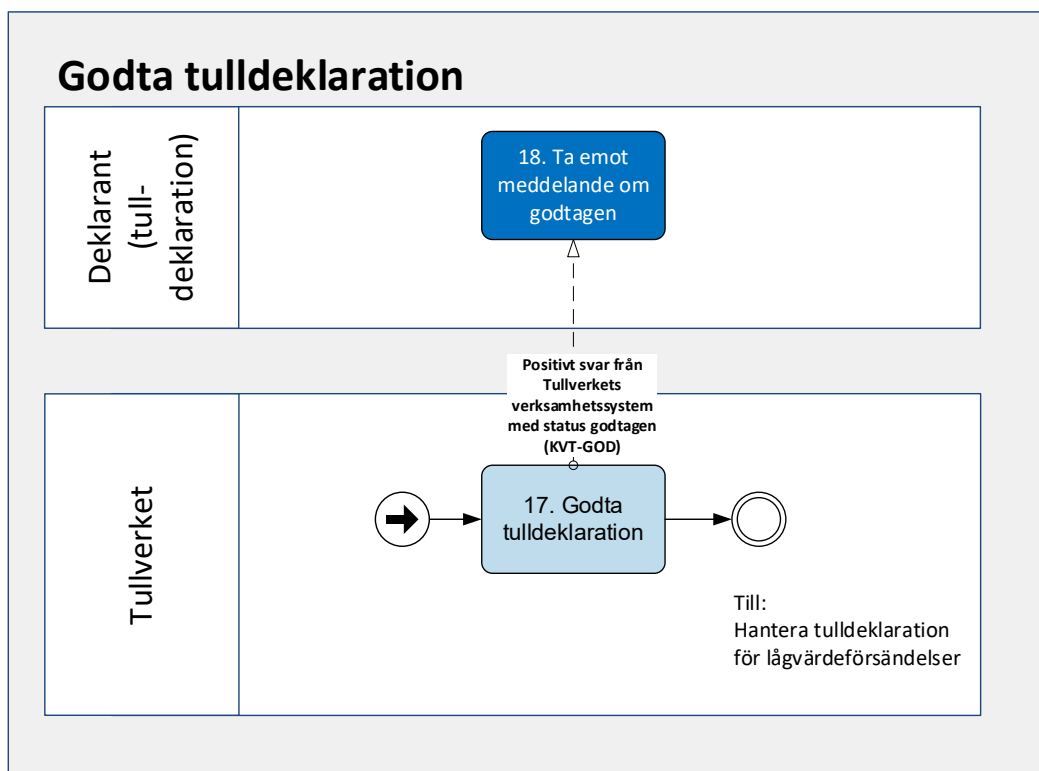 Godta tulldeklaration
Deklarant
(tull-
deklaration)
18. Ta emot
meddelande om
godtagen
Positivt svar från
Tullverkets
verksamhetssystem
med status godtagen
(KVT-GOD)
Tullverket
17. Godta
tulldeklaration
Till:
Hantera tulldeklaration
för lågvärdeförsändelser